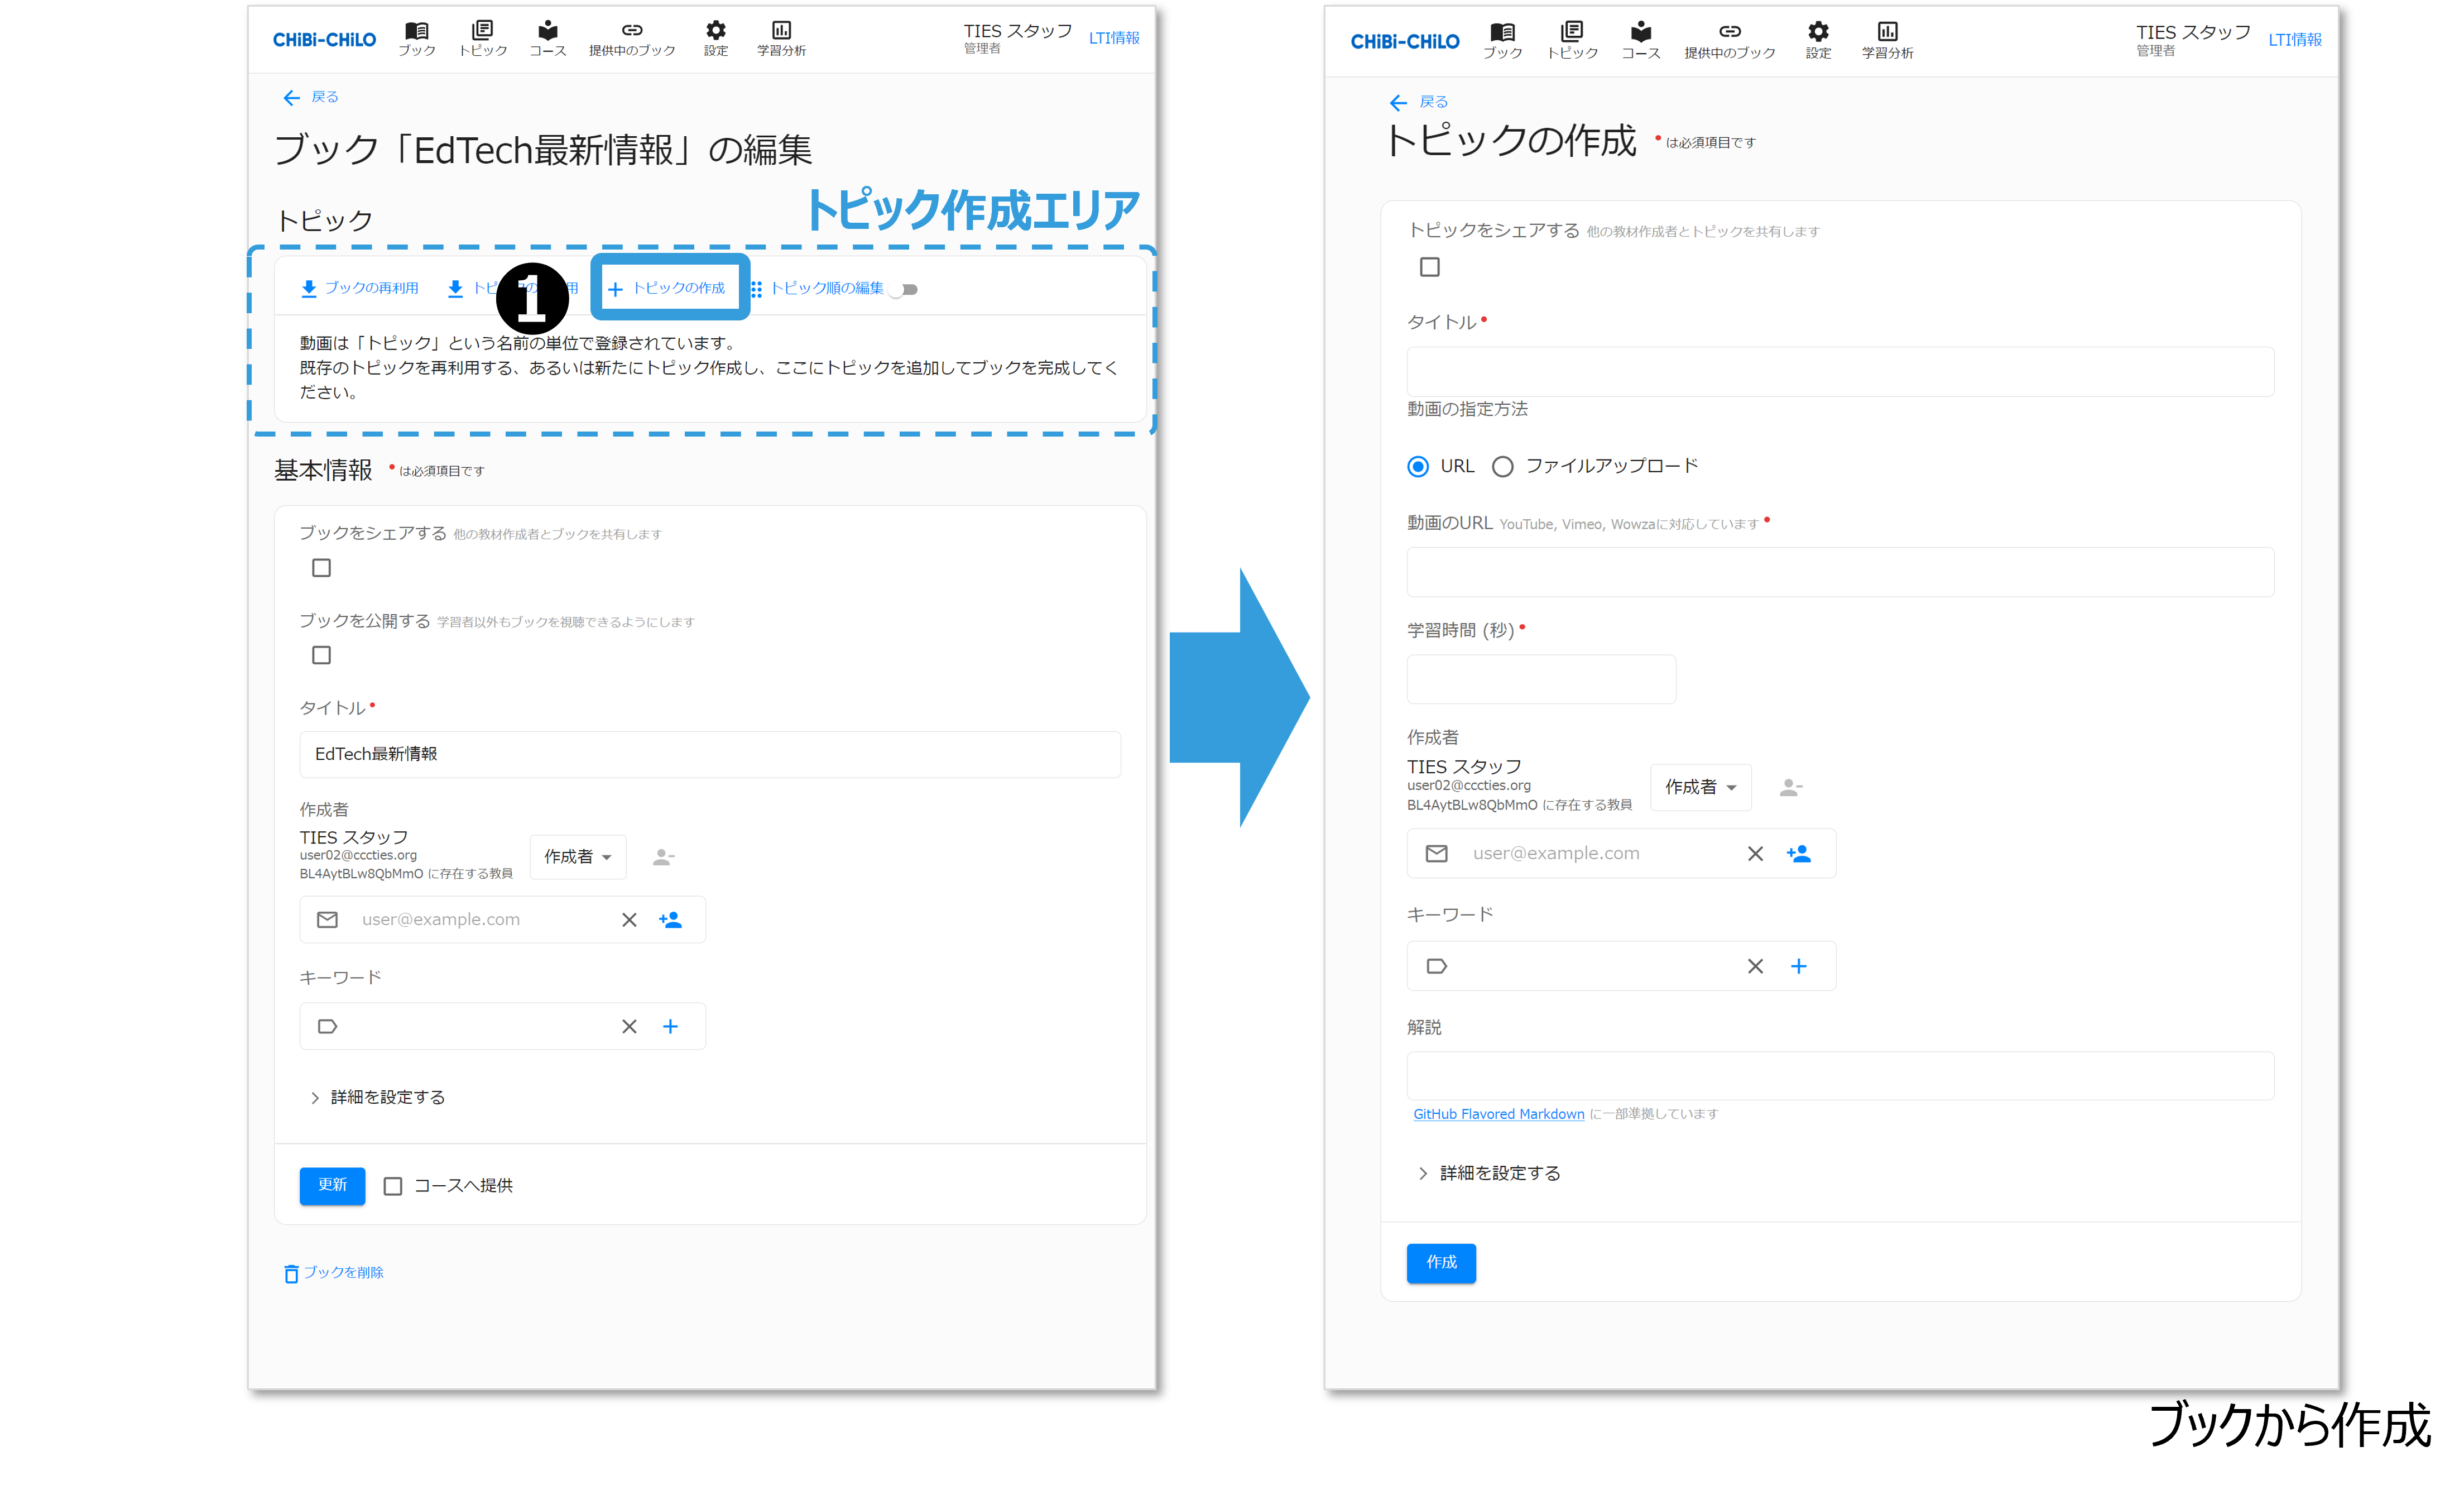 CHiBi-CHiLO
ブック トピック コース 提供中のブック 設定 学習分析
TIES スタッフ
管理者
LTI情報
戻る
ブック「EdTech最新情報」の編集
トピック作成エリア
トピック
ブックの再利用 トピ 用 トピックの作成 トピック順の編集
1
動画は「トピック」という名前の単位で登録されています。
既存のトピックを再利用する、あるいは新たにトピック作成し、ここにトピックを追加してブックを完成してく
ださい。
基本情報 • は必須項目です
ブックをシェアする 他の教材作成者とブックを共有します
ブックを公開する 学習者以外もブックを視聴できるようにします
タイトル •
EdTech最新情報
作成者
TIES スタッフ
user02@cccties.org
BL4AytBLw8QbMmO に存在する教員
作成者
user@example.com
キーワード
詳細を設定する
更新 コースへ提供
ブックを削除
CHiBi-CHiLO
ブック トピック コース 提供中のブック 設定 学習分析
TIES スタッフ
管理者
LTI情報
戻る
トピックの作成 • は必須項目です
トピックをシェアする 他の教材作成者とトピックを共有します
タイトル •
動画の指定方法
URL ファイルアップロード
動画のURL YouTube, Vimeo, Wowzaに対応しています •
学習時間 (秒) •
作成者
TIES スタッフ
user02@cccties.org
BL4AytBLw8QbMmO に存在する教員
作成者
user@example.com
キーワード
解説
GitHub Flavored Markdown に一部準拠しています
詳細を設定する
作成
ブックから作成